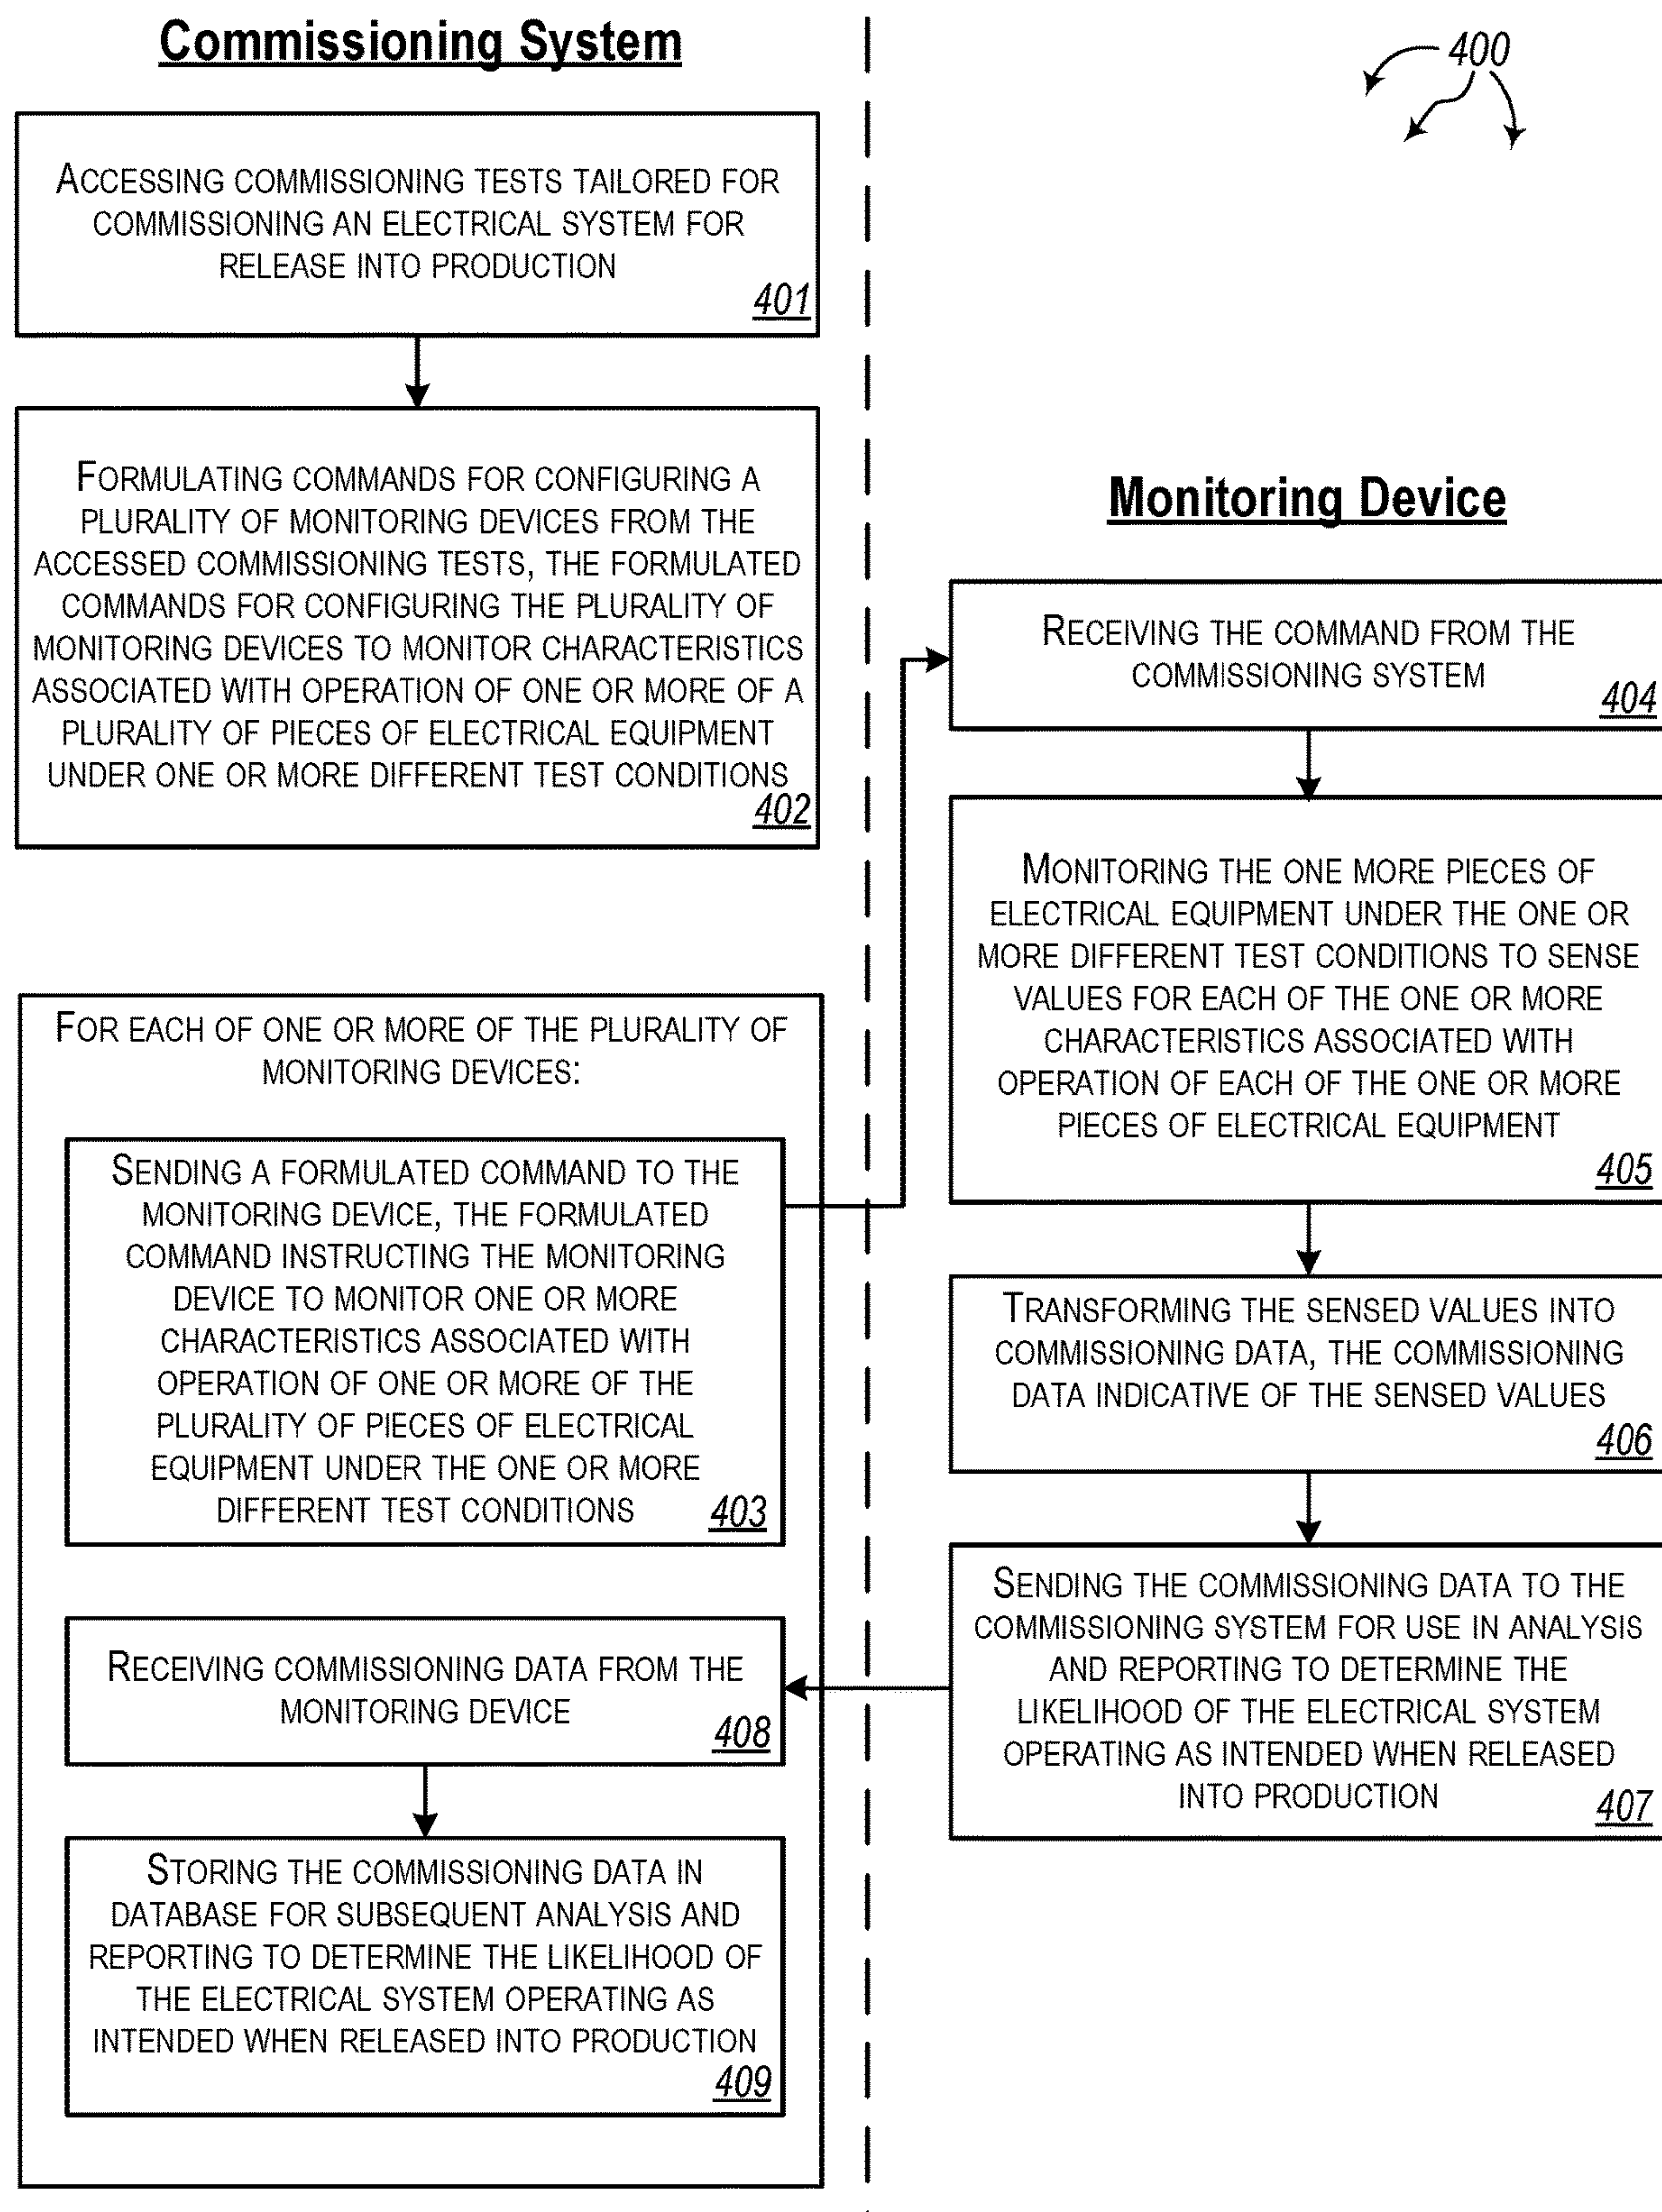 Commissioning System
400
ACCESSING COMMISSIONING TESTS TAILORED FOR
COMMISSIONING AN ELECTRICAL SYSTEM FOR
RELEASE INTO PRODUCTION
401
FORMULATING COMMANDS FOR CONFIGURING A
PLURALITY OF MONITORING DEVICES FROM THE
ACCESSED COMMISSIONING TESTS, THE FORMULATED
COMMANDS FOR CONFIGURING THE PLURALITY OF
MONITORING DEVICES TO MONITOR CHARACTERISTICS
ASSOCIATED WITH OPERATION OF ONE OR MORE OF A
PLURALITY OF PIECES OF ELECTRICAL EQUIPMENT
UNDER ONE OR MORE DIFFERENT TEST CONDITIONS
402
FOR EACH OF ONE OR MORE OF THE PLURALITY OF
MONITORING DEVICES:
SENDING A FORMULATED COMMAND TO THE
MONITORING DEVICE, THE FORMULATED
COMMAND INSTRUCTING THE MONITORING
DEVICE TO MONITOR ONE OR MORE
CHARACTERISTICS ASSOCIATED WITH
OPERATION OF ONE OR MORE OF THE
PLURALITY OF PIECES OF ELECTRICAL
EQUIPMENT UNDER THE ONE OR MORE
DIFFERENT TEST CONDITIONS
403
Monitoring Device
RECEIVING THE COMMAND FROM THE
COMMISSIONING SYSTEM
404
MONITORING THE ONE MORE PIECES OF
ELECTRICAL EQUIPMENT UNDER THE ONE OR
MORE DIFFERENT TEST CONDITIONS TO SENSE
VALUES FOR EACH OF THE ONE OR MORE
CHARACTERISTICS ASSOCIATED WITH
OPERATION OF EACH OF THE ONE OR MORE
PIECES OF ELECTRICAL EQUIPMENT
405
TRANSFORMING THE SENSED VALUES INTO
COMMISSIONING DATA, THE COMMISSIONING
DATA INDICATIVE OF THE SENSED VALUES
406
SENDING THE COMMISSIONING DATA TO THE
COMMISSIONING SYSTEM FOR USE IN ANALYSIS
AND REPORTING TO DETERMINE THE
LIKELIHOOD OF THE ELECTRICAL SYSTEM
OPERATING AS INTENDED WHEN RELEASED
INTO PRODUCTION
407
RECEIVING COMMISSIONING DATA FROM THE
MONITORING DEVICE
408
STORING THE COMMISSIONING DATA IN
DATABASE FOR SUBSEQUENT ANALYSIS AND
REPORTING TO DETERMINE THE LIKELIHOOD OF
THE ELECTRICAL SYSTEM OPERATING AS
INTENDED WHEN RELEASED INTO PRODUCTION
409